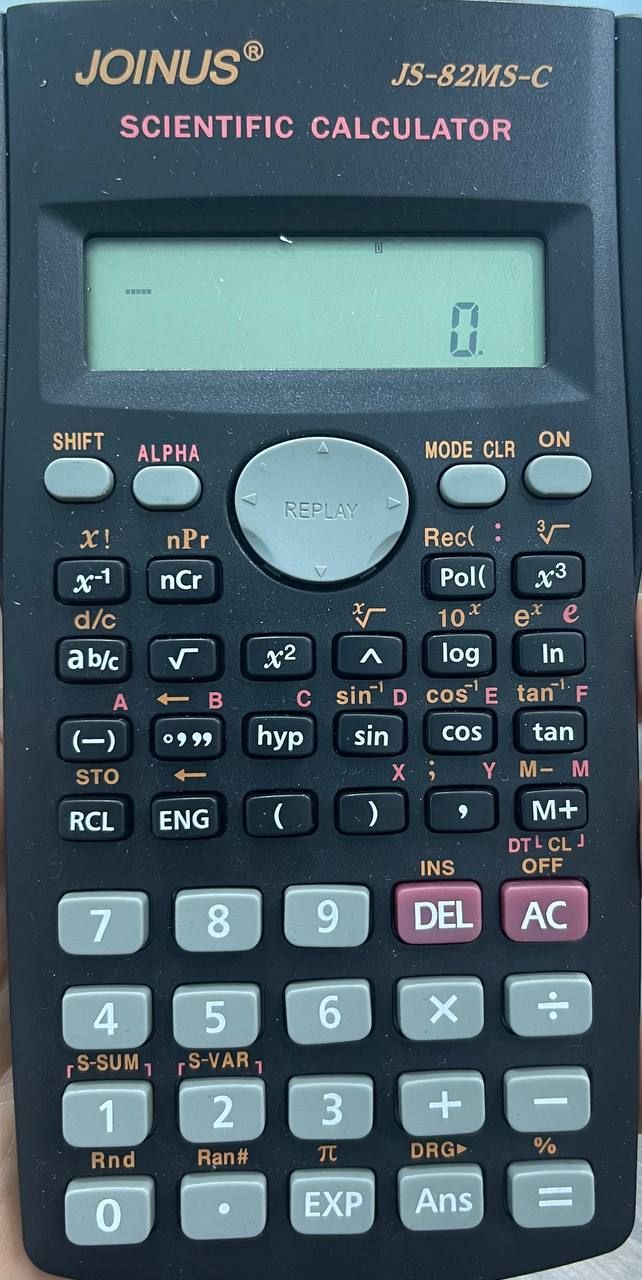 JOINUS® JS-82MS-C
SCIENTIFIC CALCULATOR
0.
SHIFT ALPHA MODE CLR ON
REPLAY
x! nPr Rec( : ³√
x⁻¹ nCr Pol( x³
d/c ˣ√ 10ˣ eˣ e
ab/c √ x² ^ log ln
A ← B C sin⁻¹ D cos⁻¹ E tan⁻¹ F
(—) °,,, hyp sin cos tan
STO ← X ; Y M– M
RCL ENG ( ) , M+
DT CL
INS OFF
7 8 9 DEL AC
4 5 6 × ÷
S-SUM S-VAR
1 2 3 + −
Rnd Ran# π DRG▸ %
0 . EXP Ans =